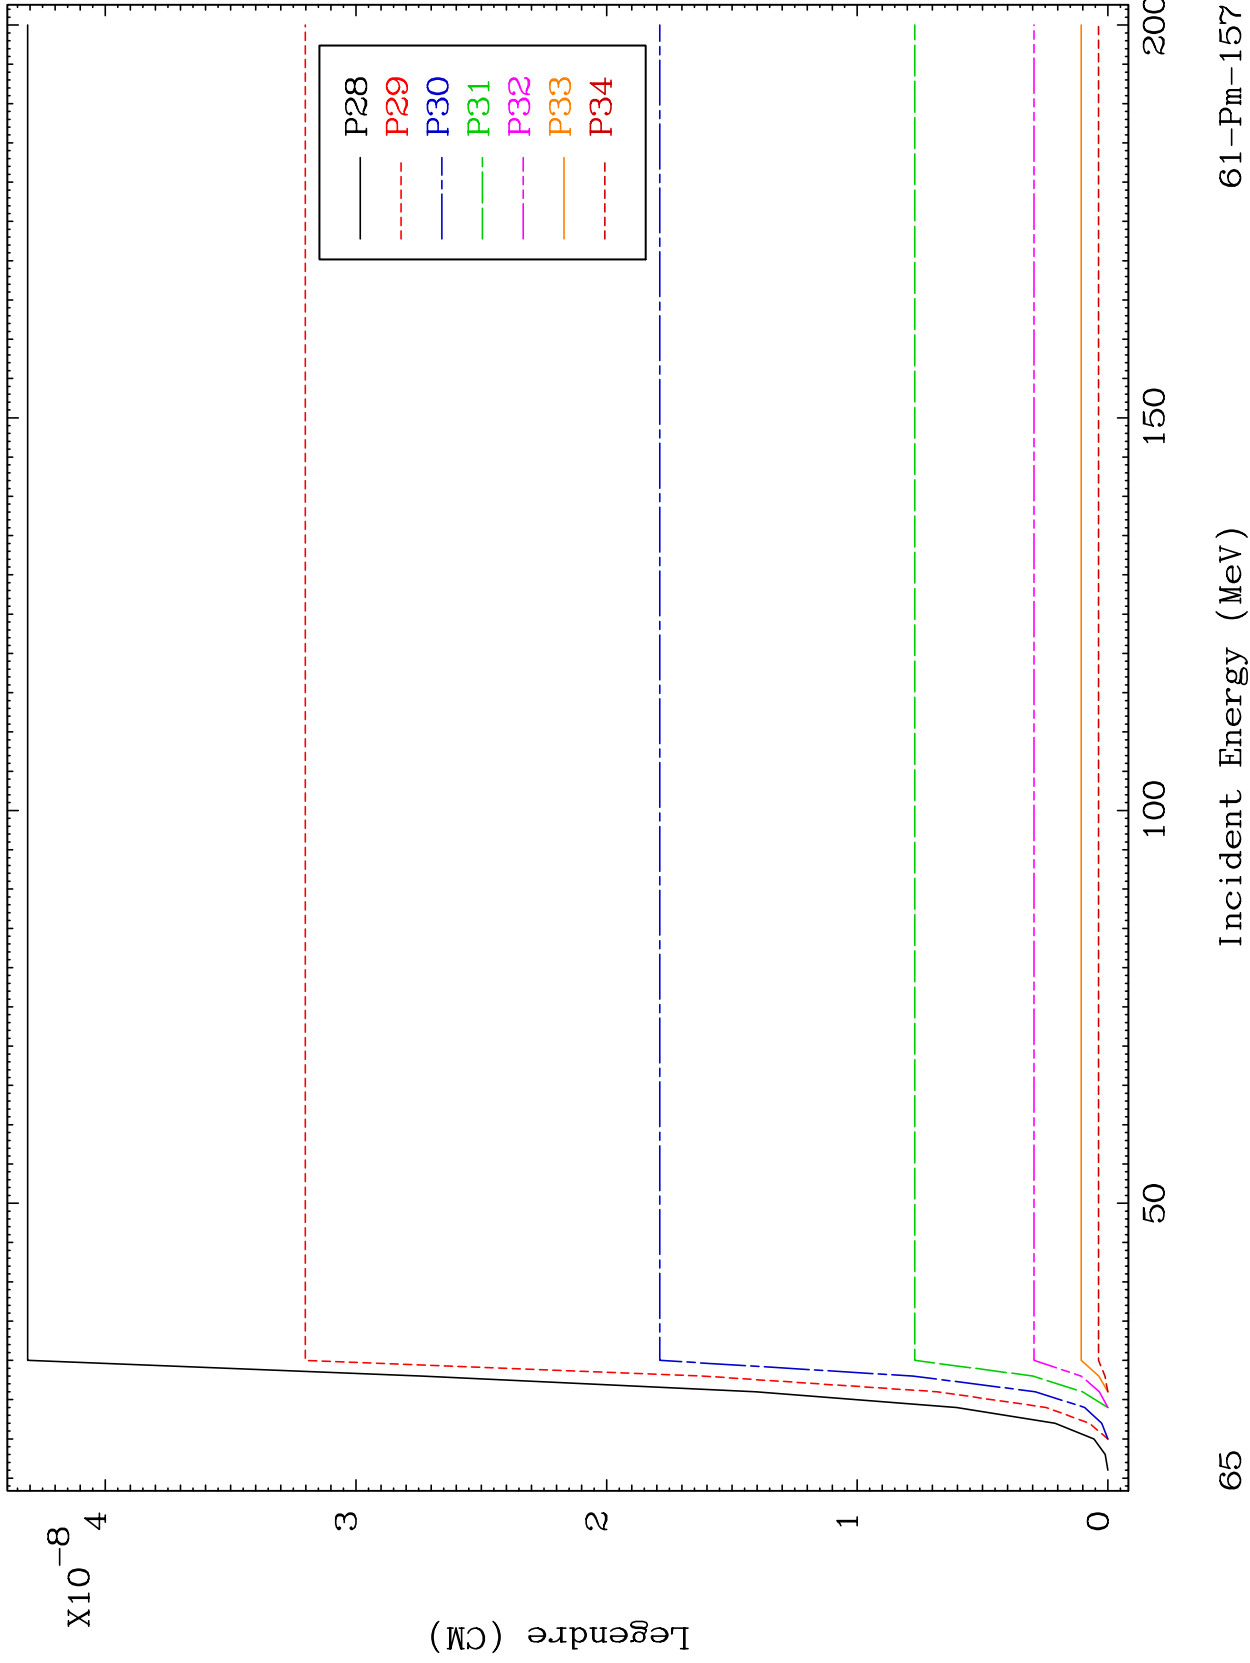 X10⁻⁸
4
3
2
1
0
Legendre (CM)
P28
P29
P30
P31
P32
P33
P34
50
100
150
200
Incident Energy (MeV)
65
61-Pm-157